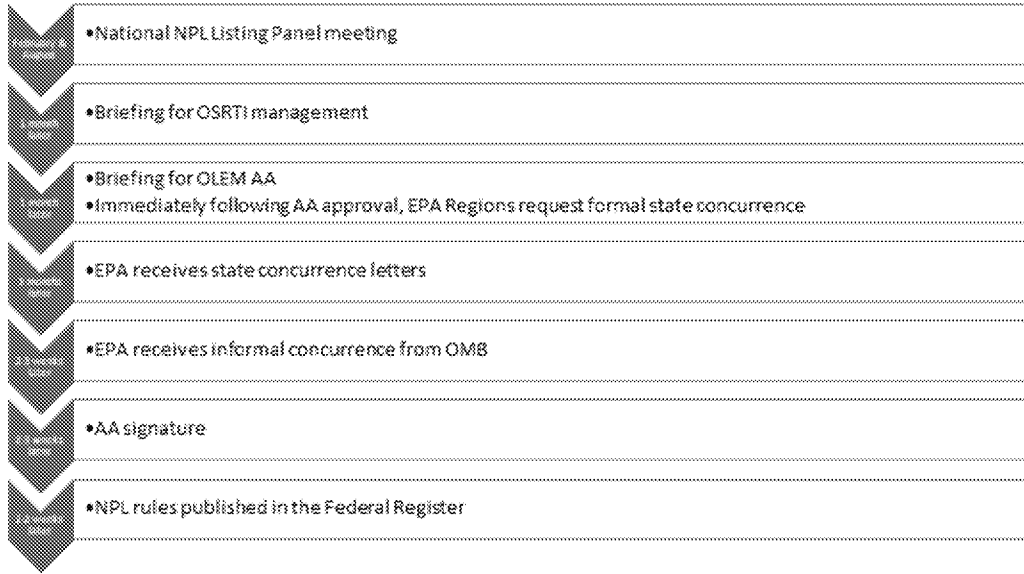 •National NPL Listing Panel meeting
•Briefing for OSRTI management
•Briefing for OLEM AA
•Immediately following AA approval, EPA Regions request formal state concurrence
•EPA receives state concurrence letters
•EPA receives informal concurrence from OMB
•AA signature
•NPL rules published in the Federal Register